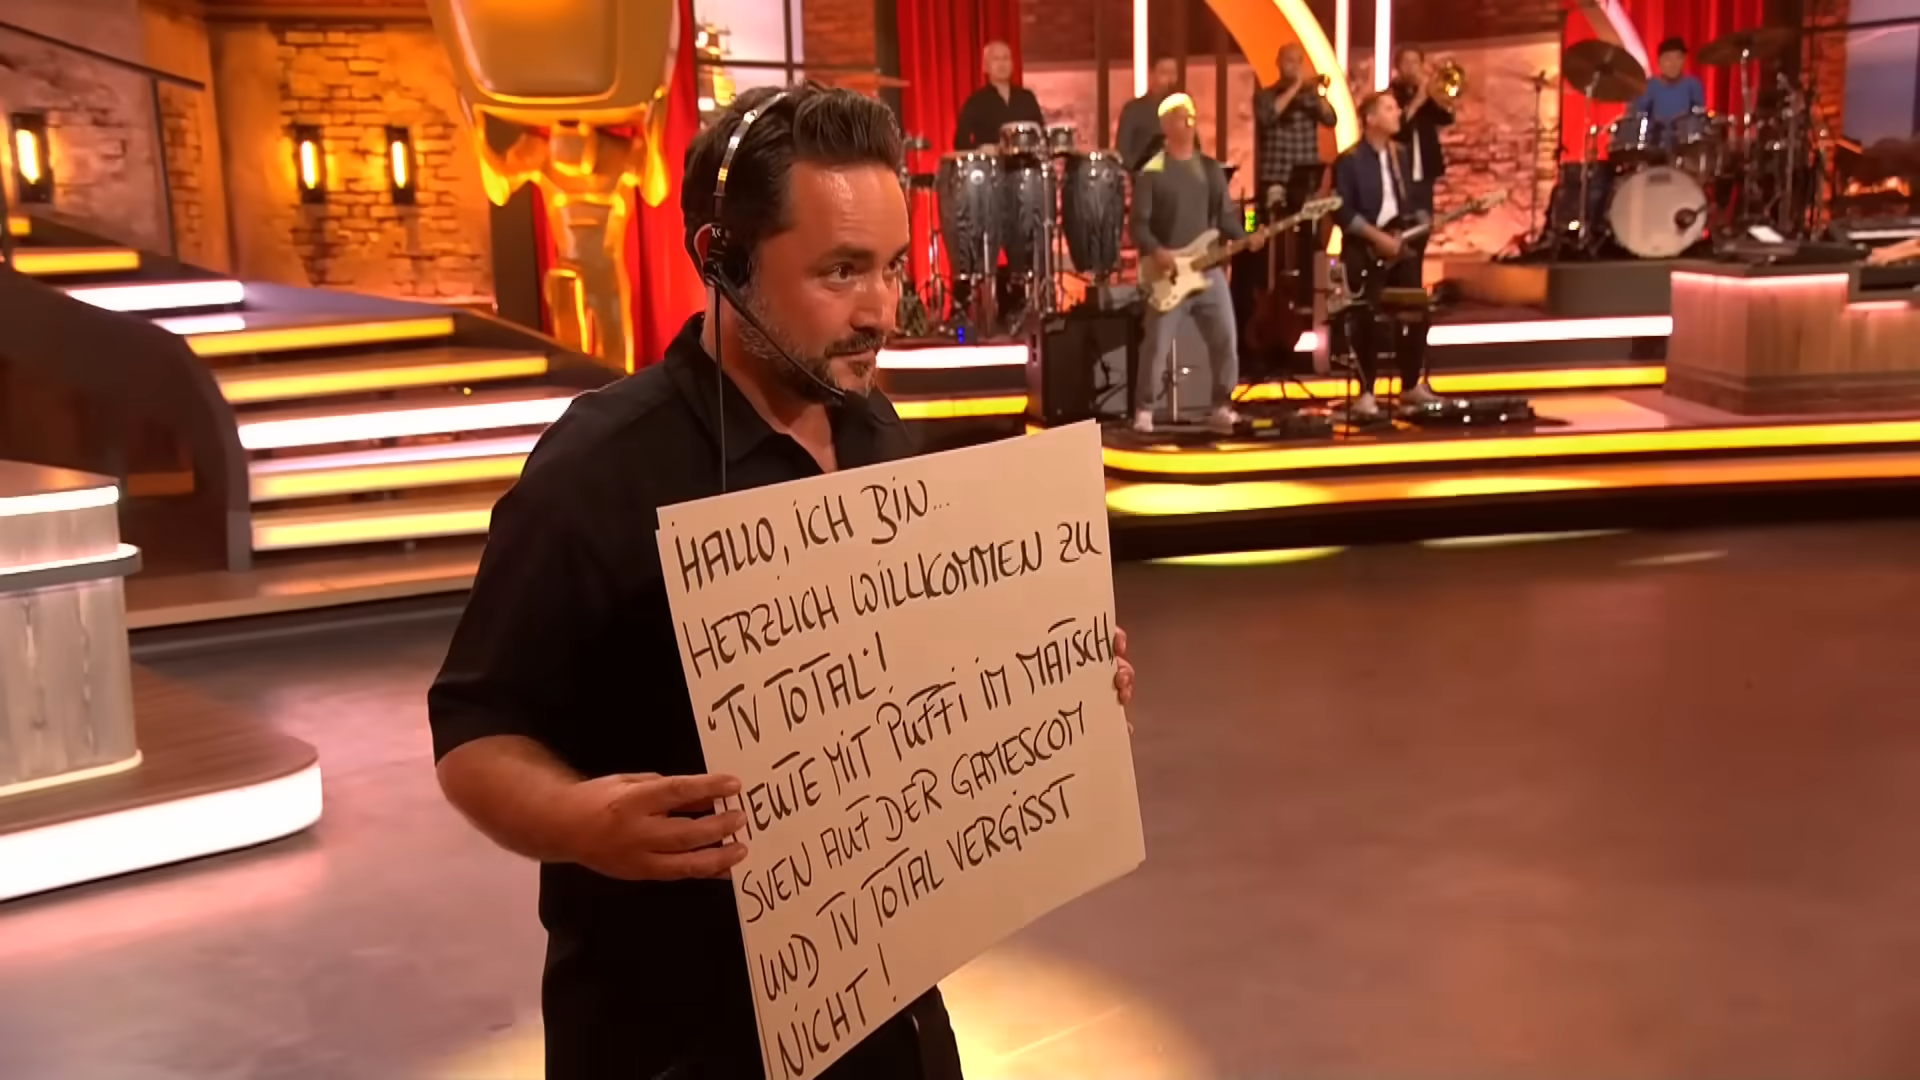 HALLO, ICH BIN...
HERZLICH WILLKOMMEN ZU
"TV TOTAL"!
HEUTE MIT PUFFI IM MATSCH,
SVEN AUF DER GAMESCOM
UND TV TOTAL VERGISST
NICHT!